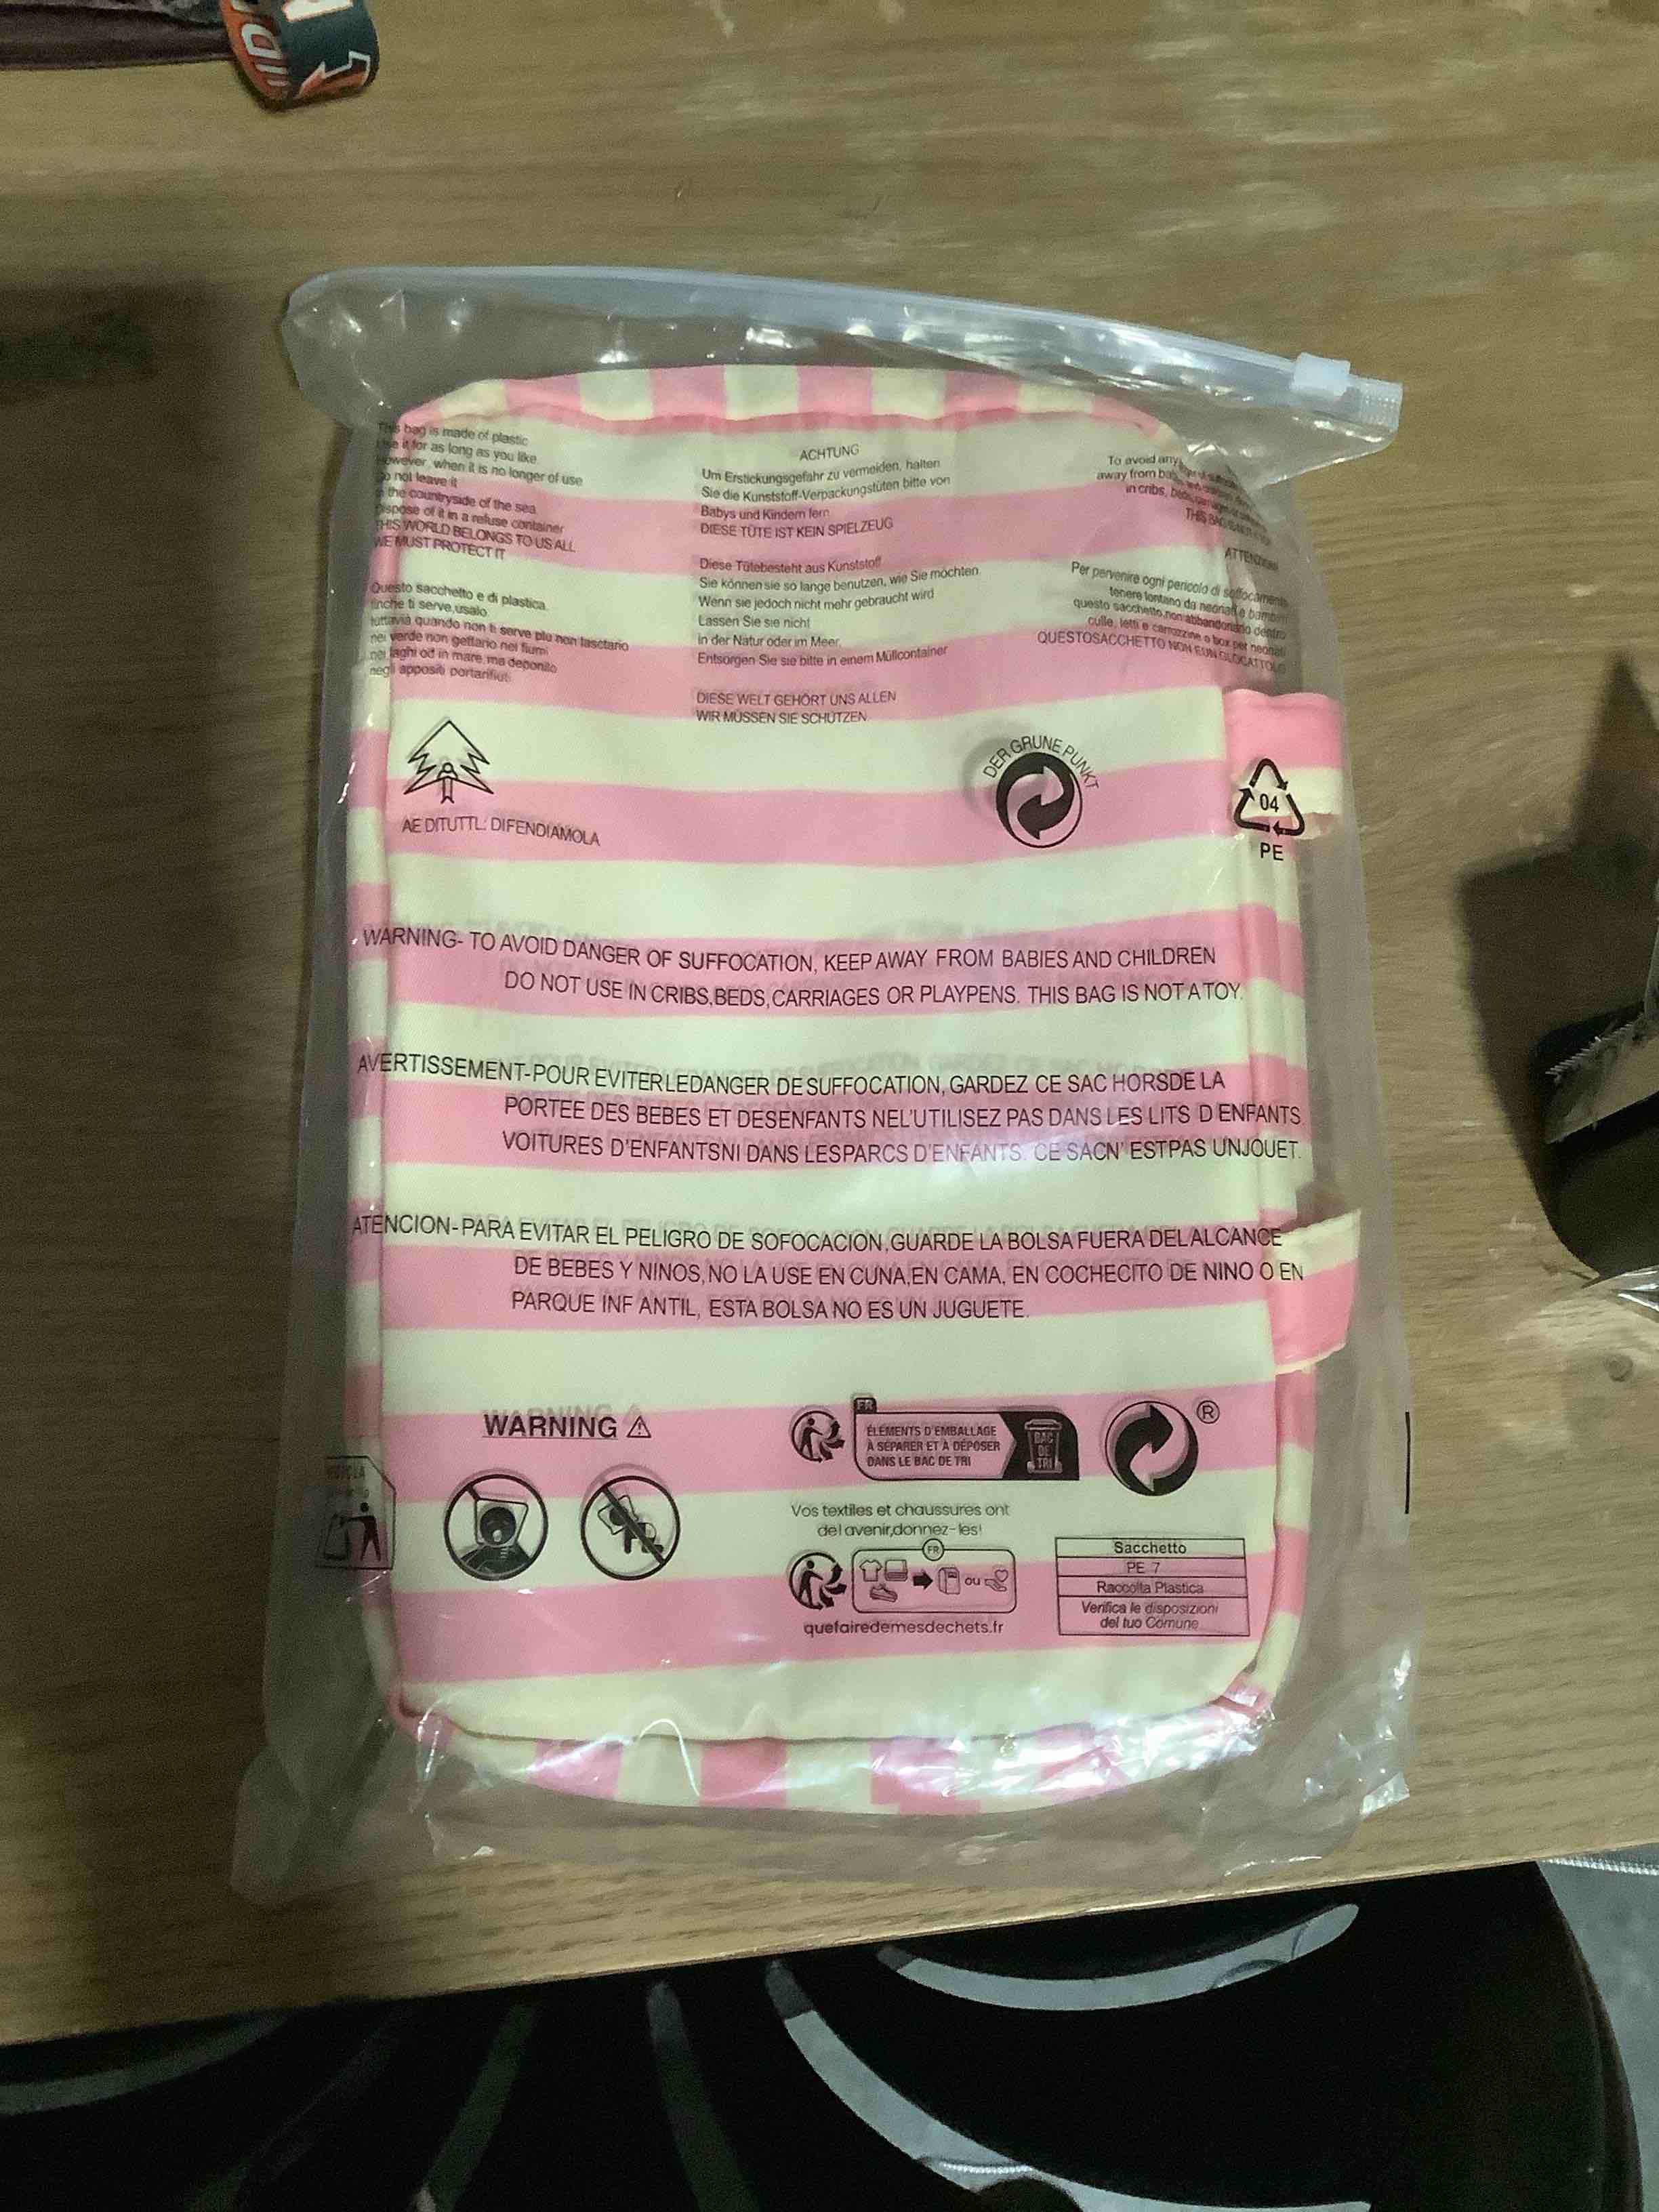 This bag is made of plastic
Use it for as long as you like
However, when it is no longer of use
Do not leave it
the countryside of the sea
Dispose of it in a refuse container
THIS WORLD BELONGS TO US ALL
WE MUST PROTECT IT
Questo sacchetto e di plastica
finche ti serve,usalo
tuttavia quando non ti serve plu non lasctario
nei verde non gettario nei fiumi
nei laghi od in mare, ma deponilo
negli appositi portarifiuti
AE DITUTTL: DIFENDIAMOLA
ACHTUNG
Um Erstickungsgefahr zu vermeiden, halten
Sie die Kunststoff-Verpackungstüten bitte von
Babys und Kindern fern
DIESE TÜTE IST KEIN SPIELZEUG
Diese Tütebesteht aus Kunststoff
Sie können sie so lange benutzen, wie Sie möchten
Wenn sie jedoch nicht mehr gebraucht wird
Lassen Sie sie nicht
in der Natur oder im Meer,
Entsorgen Sie sie bitte in einem Müllcontainer
DIESE WELT GEHÖRT UNS ALLEN
WIR MÜSSEN SIE SCHÜTZEN
To avoid any
away from
in cribs,
THIS
Per pervenire ogni pericolo di soffocamento
tenere lontano da neonati e bambini
questo sacchetto,non abbandonario dentro
culle, letti e carrozzine o box per neonati
QUESTOSACCHETTO NON EUN GLOCATTOLO
DER GRUNE PUNKT
04
PE
WARNING- TO AVOID DANGER OF SUFFOCATION, KEEP AWAY FROM BABIES AND CHILDREN
DO NOT USE IN CRIBS,BEDS,CARRIAGES OR PLAYPENS. THIS BAG IS NOT A TOY.
AVERTISSEMENT-POUR EVITERLEDANGER DE SUFFOCATION, GARDEZ CE SAC HORSDE LA
PORTEE DES BEBES ET DESENFANTS NEL'UTILISEZ PAS DANS LES LITS D ENFANTS
VOITURES D'ENFANTSNI DANS LESPARCS D'ENFANTS. CE SACN' ESTPAS UNJOUET.
ATENCION-PARA EVITAR EL PELIGRO DE SOFOCACION,GUARDE LA BOLSA FUERA DELALCANCE
DE BEBES Y NINOS,NO LA USE EN CUNA,EN CAMA, EN COCHECITO DE NINO O EN
PARQUE INF ANTIL, ESTA BOLSA NO ES UN JUGUETE.
WARNING
FR
ÉLÉMENTS D'EMBALLAGE
À SÉPARER ET À DÉPOSER
DANS LE BAC DE TRI
BAC
DE
TRI
®
Vos textiles et chaussures ont
del avenir,donnez-les!
FR
ou
quefairedemesdechets.fr
Sacchetto
PE 7
Raccolta Plastica
Verifica le disposizioni
del tuo Comune